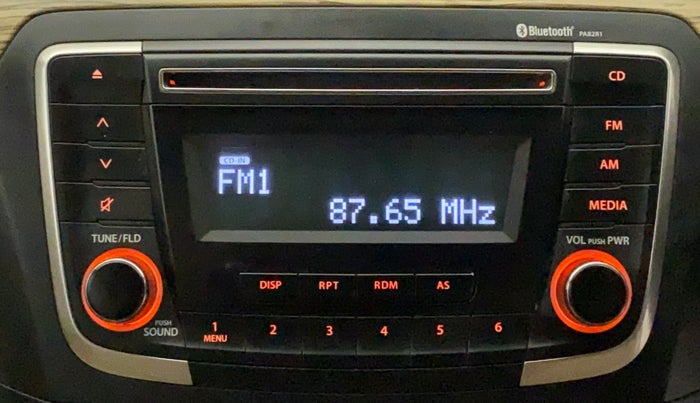 Bluetooth PA82R1
CD
FM
AM
MEDIA
CD-IN
FM1
87.65 MHz
TUNE/FLD
VOL PUSH PWR
DISP RPT RDM AS
PUSH
SOUND
1 2 3 4 5 6
MENU